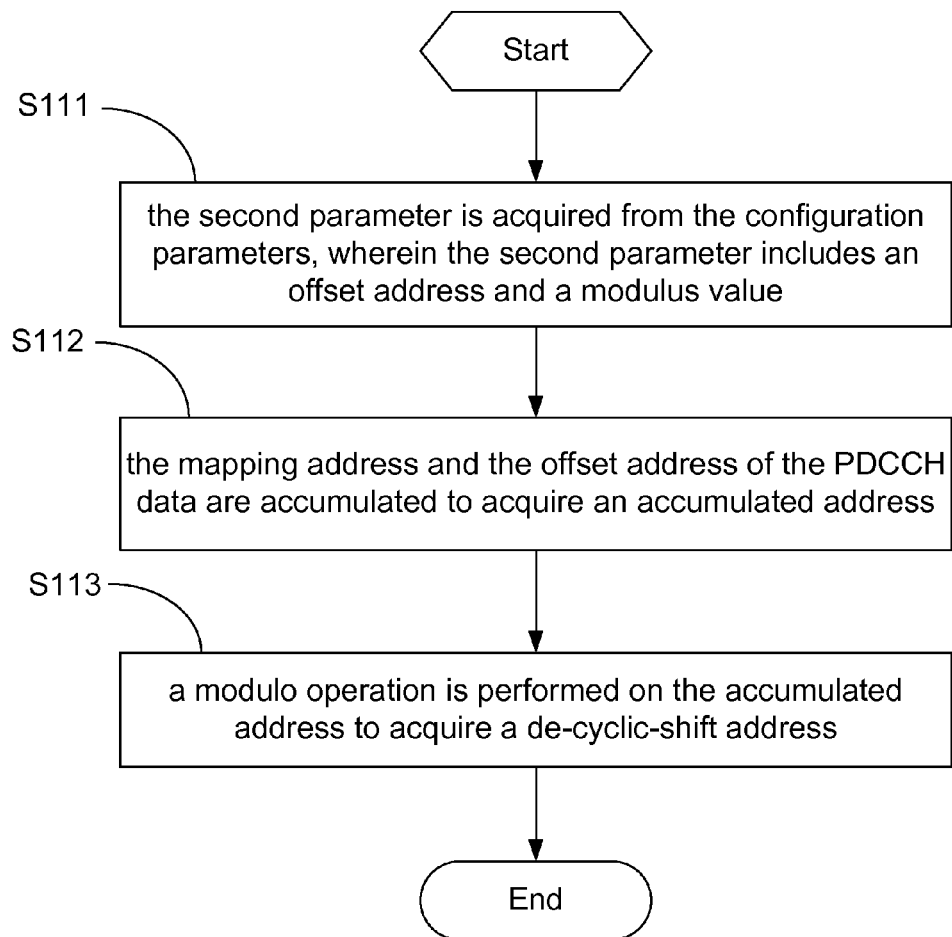 Start
S111
the second parameter is acquired from the configuration
parameters, wherein the second parameter includes an
offset address and a modulus value
S112
the mapping address and the offset address of the PDCCH
data are accumulated to acquire an accumulated address
S113
a modulo operation is performed on the accumulated
address to acquire a de-cyclic-shift address
End